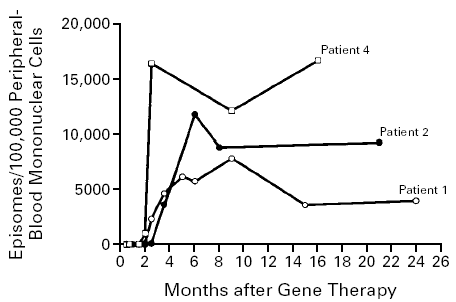 Episomes/100,000 Peripheral-
Blood Mononuclear Cells
20,000
15,000
10,000
5000
0
Patient 4
Patient 2
Patient 1
0 2 4 6 8 10 12 14 16 18 20 22 24 26
Months after Gene Therapy